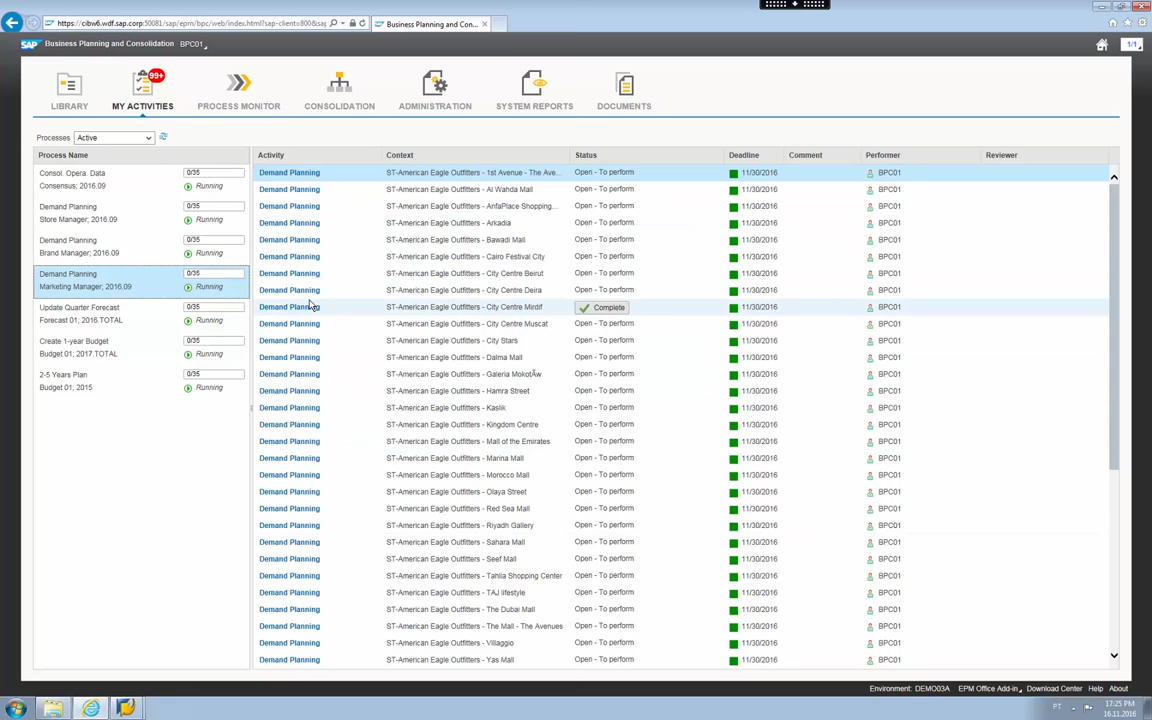 https://cibw6.wdf.sap.corp:50081/sap/epm/bpc/web/index.html?sap-client=800&sa
Business Planning and Con...
SAP Business Planning and Consolidation BPC01
1/1
99+
LIBRARY MY ACTIVITIES PROCESS MONITOR CONSOLIDATION ADMINISTRATION SYSTEM REPORTS DOCUMENTS
Processes Active
Process Name
Consol. Opera. Data 0/35
Consensus; 2016.09 Running
Demand Planning 0/35
Store Manager; 2016.09 Running
Demand Planning 0/35
Brand Manager; 2016.09 Running
Demand Planning 0/35
Marketing Manager; 2016.09 Running
Update Quarter Forecast 0/35
Forecast 01; 2016.TOTAL Running
Create 1-year Budget 0/35
Budget 01; 2017.TOTAL Running
2-5 Years Plan 0/35
Budget 01; 2015 Running
Activity Context Status Deadline Comment Performer Reviewer
Demand Planning ST-American Eagle Outfitters - 1st Avenue - The Ave... Open - To perform 11/30/2016 BPC01
Demand Planning ST-American Eagle Outfitters - Al Wahda Mall Open - To perform 11/30/2016 BPC01
Demand Planning ST-American Eagle Outfitters - AnfaPlace Shopping... Open - To perform 11/30/2016 BPC01
Demand Planning ST-American Eagle Outfitters - Arkadia Open - To perform 11/30/2016 BPC01
Demand Planning ST-American Eagle Outfitters - Bawadi Mall Open - To perform 11/30/2016 BPC01
Demand Planning ST-American Eagle Outfitters - Cairo Festival City Open - To perform 11/30/2016 BPC01
Demand Planning ST-American Eagle Outfitters - City Centre Beirut Open - To perform 11/30/2016 BPC01
Demand Planning ST-American Eagle Outfitters - City Centre Deira Open - To perform 11/30/2016 BPC01
Demand Planning ST-American Eagle Outfitters - City Centre Mirdif Complete 11/30/2016 BPC01
Demand Planning ST-American Eagle Outfitters - City Centre Muscat Open - To perform 11/30/2016 BPC01
Demand Planning ST-American Eagle Outfitters - City Stars Open - To perform 11/30/2016 BPC01
Demand Planning ST-American Eagle Outfitters - Dalma Mall Open - To perform 11/30/2016 BPC01
Demand Planning ST-American Eagle Outfitters - Galeria MokotÃw Open - To perform 11/30/2016 BPC01
Demand Planning ST-American Eagle Outfitters - Hamra Street Open - To perform 11/30/2016 BPC01
Demand Planning ST-American Eagle Outfitters - Kaslik Open - To perform 11/30/2016 BPC01
Demand Planning ST-American Eagle Outfitters - Kingdom Centre Open - To perform 11/30/2016 BPC01
Demand Planning ST-American Eagle Outfitters - Mall of the Emirates Open - To perform 11/30/2016 BPC01
Demand Planning ST-American Eagle Outfitters - Marina Mall Open - To perform 11/30/2016 BPC01
Demand Planning ST-American Eagle Outfitters - Morocco Mall Open - To perform 11/30/2016 BPC01
Demand Planning ST-American Eagle Outfitters - Olaya Street Open - To perform 11/30/2016 BPC01
Demand Planning ST-American Eagle Outfitters - Red Sea Mall Open - To perform 11/30/2016 BPC01
Demand Planning ST-American Eagle Outfitters - Riyadh Gallery Open - To perform 11/30/2016 BPC01
Demand Planning ST-American Eagle Outfitters - Sahara Mall Open - To perform 11/30/2016 BPC01
Demand Planning ST-American Eagle Outfitters - Seef Mall Open - To perform 11/30/2016 BPC01
Demand Planning ST-American Eagle Outfitters - Tahlia Shopping Center Open - To perform 11/30/2016 BPC01
Demand Planning ST-American Eagle Outfitters - TAJ lifestyle Open - To perform 11/30/2016 BPC01
Demand Planning ST-American Eagle Outfitters - The Dubai Mall Open - To perform 11/30/2016 BPC01
Demand Planning ST-American Eagle Outfitters - The Mall - The Avenues Open - To perform 11/30/2016 BPC01
Demand Planning ST-American Eagle Outfitters - Villaggio Open - To perform 11/30/2016 BPC01
Demand Planning ST-American Eagle Outfitters - Yas Mall Open - To perform 11/30/2016 BPC01
Environment: DEMO03A EPM Office Add-in Download Center Help About
PT 17:25 PM
16.11.2016